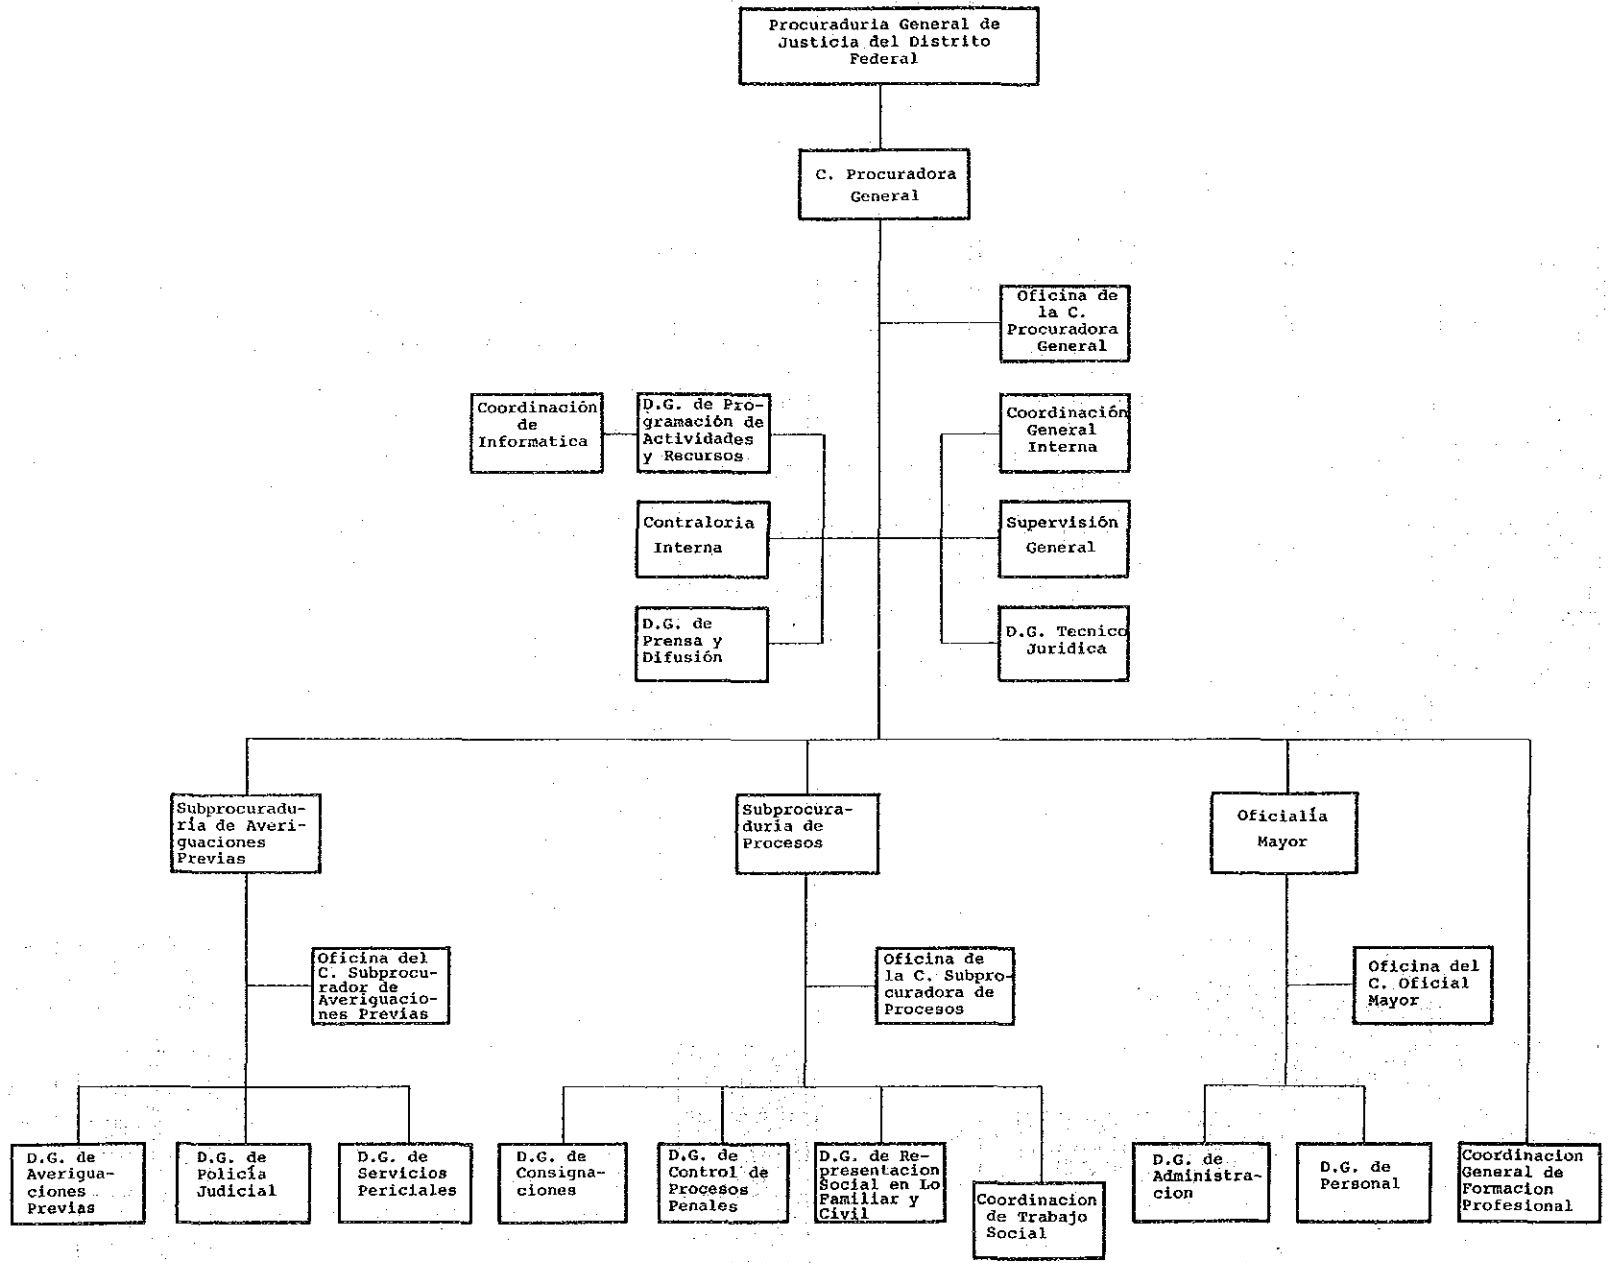 Procuraduria General de
Justicia del Distrito
Federal
C. Procuradora
General
Oficina de
la C.
Procuradora
General
Coordinación
de
Informatica
D.G. de Pro-
gramación de
Actividades
y Recursos
Coordinación
General
Interna
Contraloria
Interna
Supervisión
General
D.G. de
Prensa y
Difusión
D.G. Tecnico
Juridica
Subprocuradu-
ría de Averi-
guaciones
Previas
Subprocura-
duria de
Procesos
Oficialía
Mayor
Oficina del
C. Subprocu-
rador de
Averiguacio-
nes Previas
Oficina de
la C. Subpro-
curadora de
Procesos
Oficina del
C. Oficial
Mayor
D.G. de
Averigua-
ciones
Previas
D.G. de
Policía
Judicial
D.G. de
Servicios
Periciales
D.G. de
Consigna-
ciones
D.G. de
Control de
Procesos
Penales
D.G. de Re-
presentacion
Social en Lo
Familiar y
Civil
Coordinacion
de Trabajo
Social
D.G. de
Administra-
cion
D.G. de
Personal
Coordinacion
General de
Formacion
Profesional